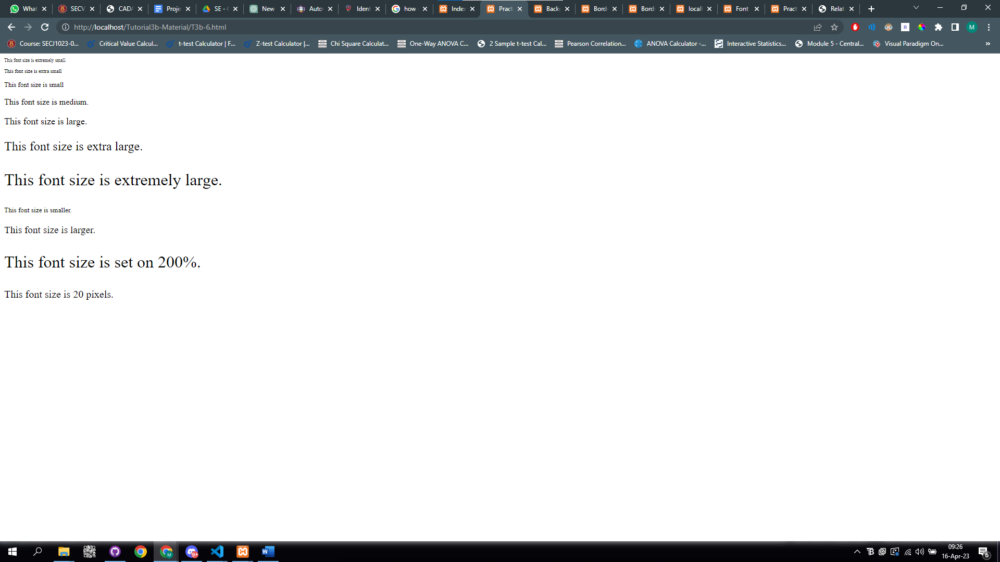 What
SECV
CADA
Proje
SE - (
New
Auto
Ident
how
Index
Pract
Back
Bord
Bord
locall
Font
Pract
Relat
http://localhost/Tutorial3b-Material/T3b-6.html
B
M
Course: SECJ1023-0...
Critical Value Calcul...
t-test Calculator | F...
Z-test Calculator |...
Chi Square Calculat...
One-Way ANOVA C...
2 Sample t-test Cal...
Pearson Correlation...
ANOVA Calculator -...
Interactive Statistics...
Module 5 - Central...
Visual Paradigm On...
»
This font size is extremely small.
This font size is extra small
This font size is small
This font size is medium.
This font size is large.
This font size is extra large.
This font size is extremely large.
This font size is smaller.
This font size is larger.
This font size is set on 200%.
This font size is 20 pixels.
M
9+
W
09:26
16-Apr-23
6